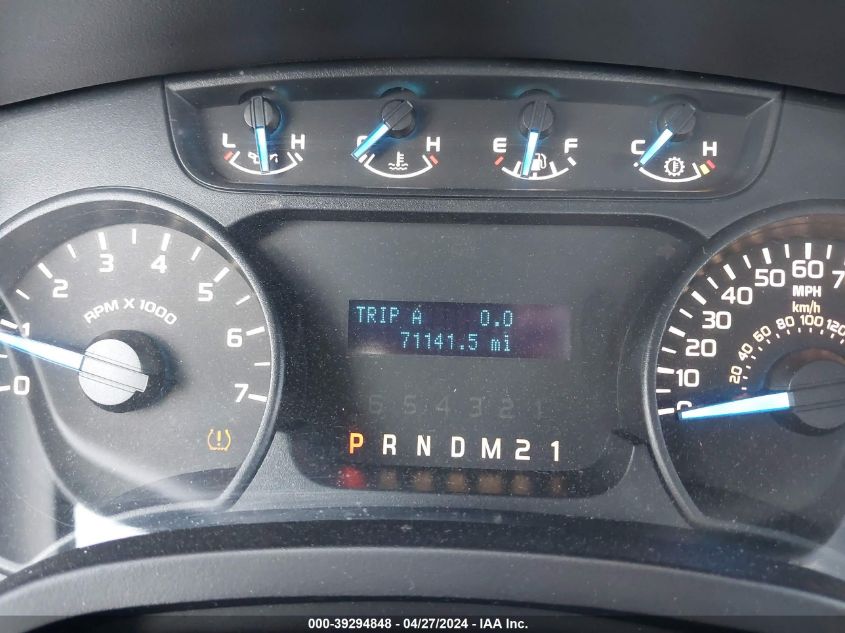 L H
C H
E F
C H
0 1 2 3 4 5 6 7
RPM X 1000
TRIP A 0.0
71141.5 mi
6 5 4 3 2 1
P R N D M 2 1
0 10 20 30 40 50 60 7
MPH
km/h
20 40 60 80 100 120
000-39294848 - 04/27/2024 - IAA Inc.